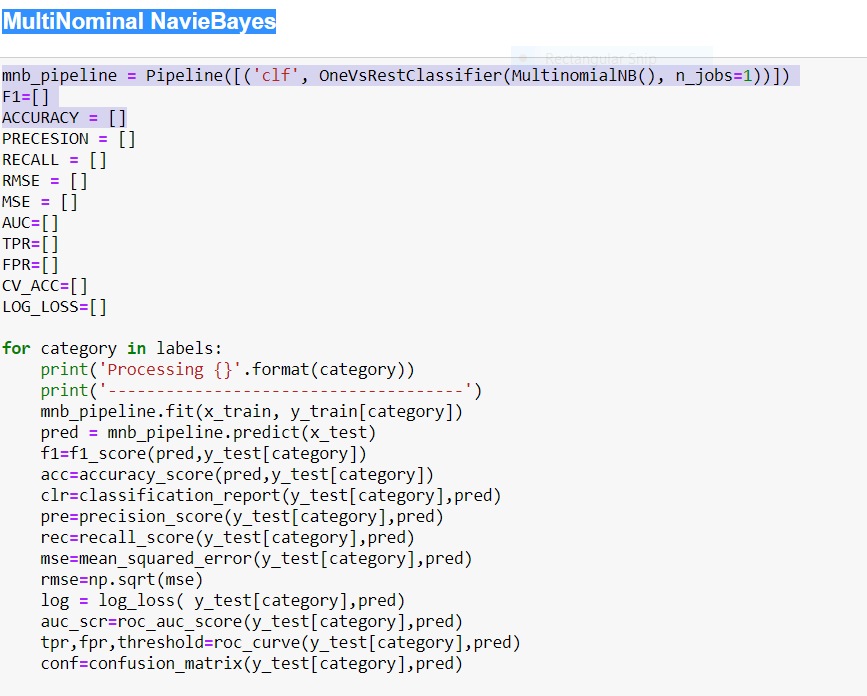 MultiNominal NavieBayes
Rectangular Snip
mnb_pipeline = Pipeline([('clf', OneVsRestClassifier(MultinomialNB(), n_jobs=1))])
F1=[]
ACCURACY = []
PRECESION = []
RECALL = []
RMSE = []
MSE = []
AUC=[]
TPR=[]
FPR=[]
CV_ACC=[]
LOG_LOSS=[]
for category in labels:
    print('Processing {}'.format(category))
    print('-------------------------------------')
    mnb_pipeline.fit(x_train, y_train[category])
    pred = mnb_pipeline.predict(x_test)
    f1=f1_score(pred,y_test[category])
    acc=accuracy_score(pred,y_test[category])
    clr=classification_report(y_test[category],pred)
    pre=precision_score(y_test[category],pred)
    rec=recall_score(y_test[category],pred)
    mse=mean_squared_error(y_test[category],pred)
    rmse=np.sqrt(mse)
    log = log_loss( y_test[category],pred)
    auc_scr=roc_auc_score(y_test[category],pred)
    tpr,fpr,threshold=roc_curve(y_test[category],pred)
    conf=confusion_matrix(y_test[category],pred)